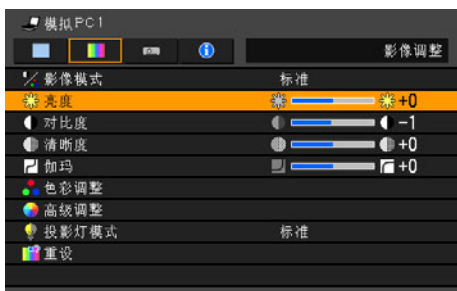 模拟PC1
影像调整
影像模式 标准
亮度 +0
对比度 -1
清晰度 +0
伽玛 +0
色彩调整
高级调整
投影灯模式 标准
重设